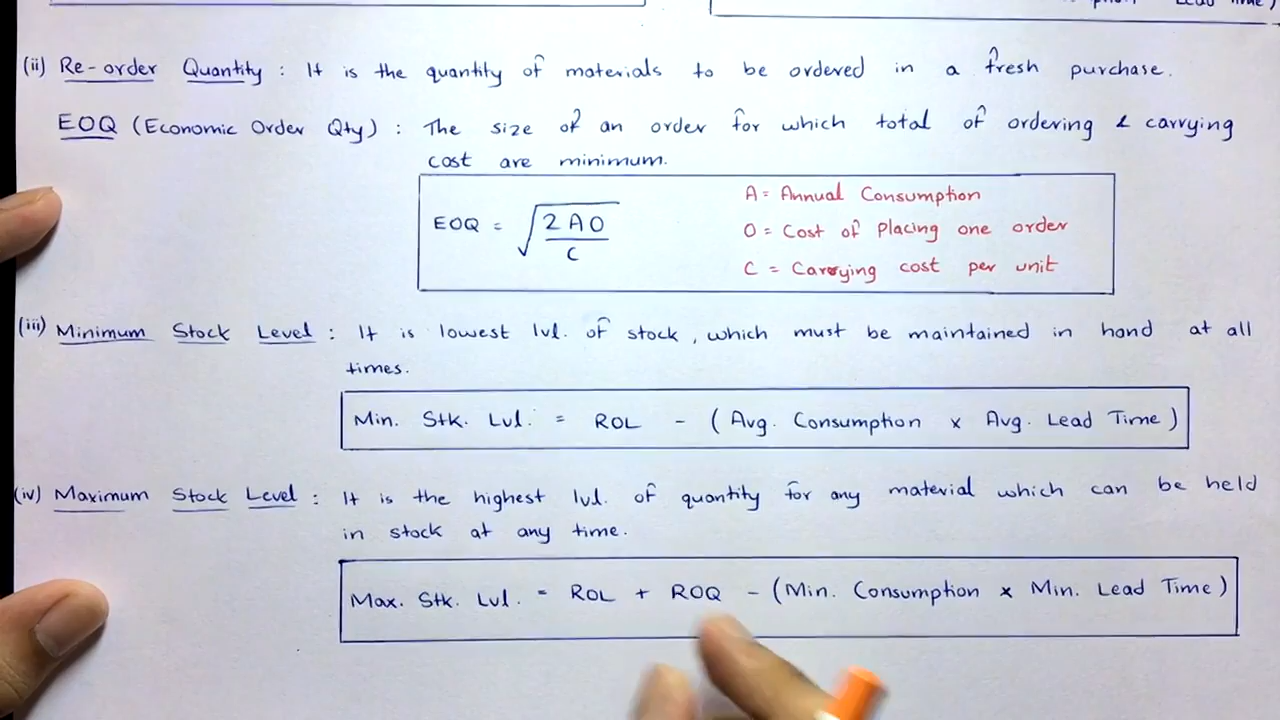 Lead Time)
(ii) Re-order Quantity : It is the quantity of materials to be ordered in a fresh purchase.
EOQ (Economic Order Qty) : The size of an order for which total of ordering & carrying
cost are minimum.
EOQ = √(2AO/C)
A = Annual Consumption
O = Cost of Placing one order
C = Carrying cost per unit
(iii) Minimum Stock Level : It is lowest lvl. of stock, which must be maintained in hand at all
times.
Min. Stk. Lvl. = ROL - (Avg. Consumption x Avg. Lead Time)
(iv) Maximum Stock Level : It is the highest lvl. of quantity for any material which can be held
in stock at any time.
Max. Stk. Lvl. = ROL + ROQ - (Min. Consumption x Min. Lead Time)